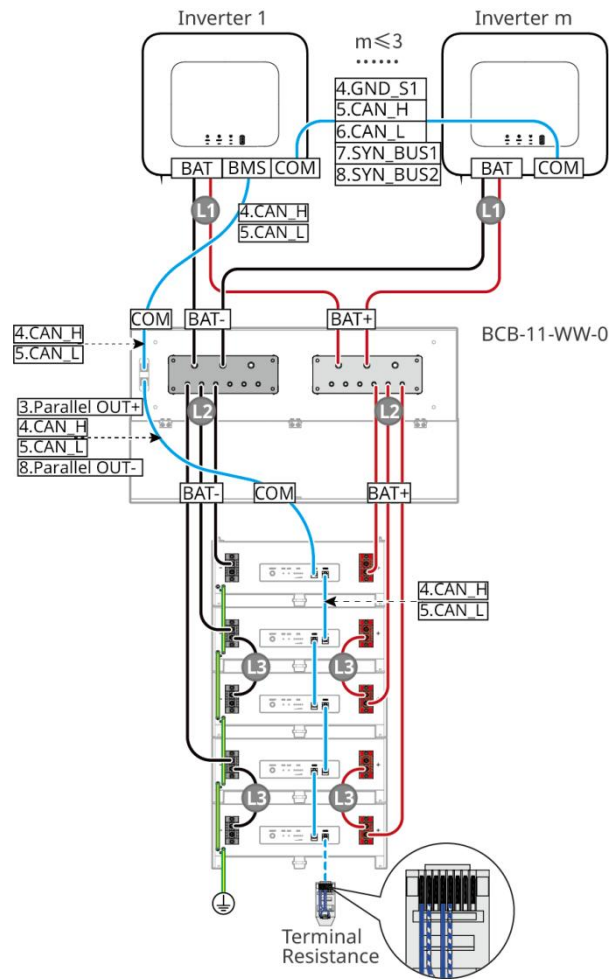 Inverter 1
Inverter m
m≤3
......
4.GND_S1
5.CAN_H
6.CAN_L
7.SYN_BUS1
8.SYN_BUS2
BAT
BMS
COM
BAT
COM
L1
L1
4.CAN_H
5.CAN_L
COM
BAT-
BAT+
BCB-11-WW-0
4.CAN_H
5.CAN_L
3.Parallel OUT+
4.CAN_H
5.CAN_L
8.Parallel OUT-
L2
L2
BAT-
COM
BAT+
4.CAN_H
5.CAN_L
L3
L3
L3
L3
Terminal
Resistance